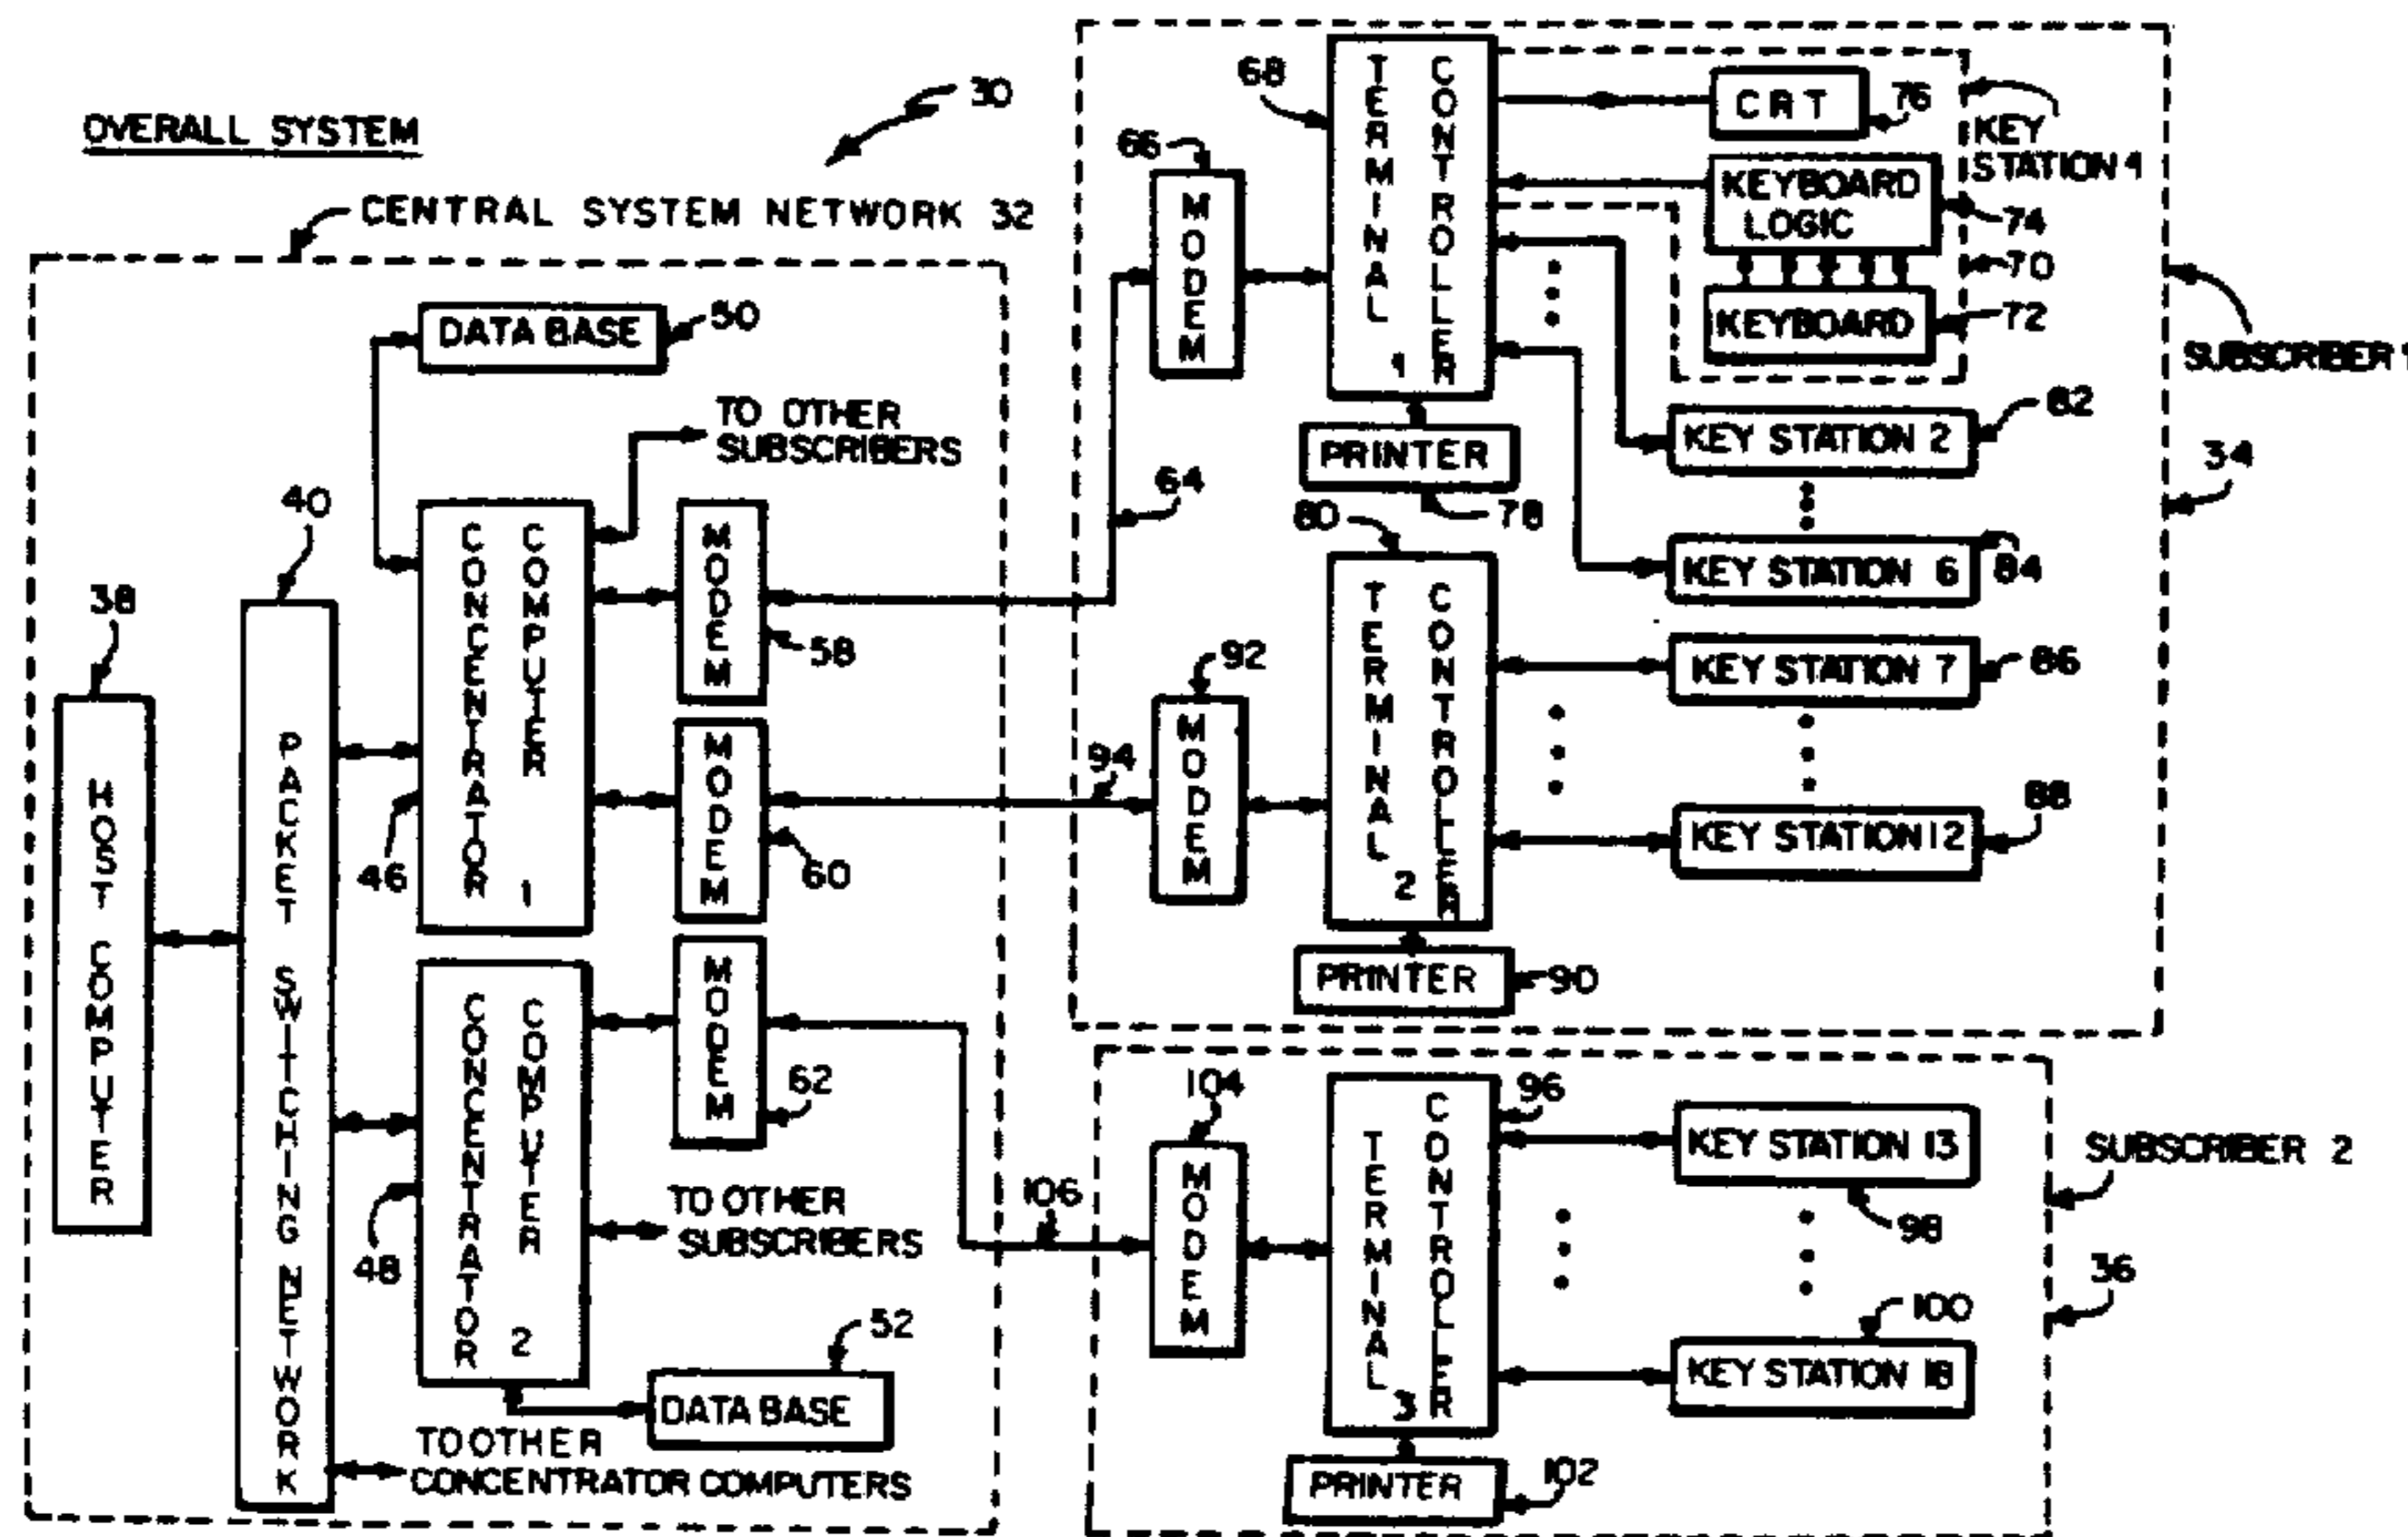 OVERALL SYSTEM
30
CENTRAL SYSTEM NETWORK 32
DATA BASE
50
TO OTHER
SUBSCRIBERS
40
38
HOST COMPUTER
PACKET SWITCHING NETWORK
CONCENTRATOR
COMPUTER
1
46
MODEM
58
MODEM
60
CONCENTRATOR
COMPUTER
2
48
MODEM
62
TO OTHER
SUBSCRIBERS
52
DATA BASE
TO OTHER
CONCENTRATOR COMPUTERS
64
94
106
66
MODEM
68
TERMINAL
CONTROLLER
1
CRT
76
KEY
STATION 1
KEYBOARD
LOGIC
74
70
KEYBOARD
72
SUBSCRIBER 1
PRINTER
78
KEY STATION 2
82
34
KEY STATION 6
84
80
92
MODEM
TERMINAL
CONTROLLER
2
KEY STATION 7
86
KEY STATION 12
88
PRINTER
90
104
MODEM
TERMINAL
CONTROLLER
3
96
KEY STATION 13
98
SUBSCRIBER 2
36
100
KEY STATION 18
PRINTER
102